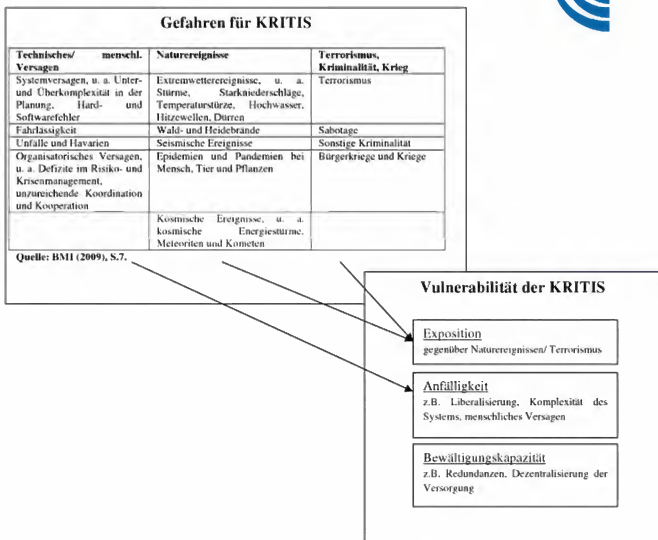 Gefahren für KRITIS
Technisches/ menschl. Versagen
Naturereignisse
Terrorismus, Kriminalität, Krieg
Systemversagen, u. a. Unter-
und Überkomplexität in der
Planung, Hard- und
Softwarefehler
Extremwetterereignisse, u. a.
Stürme, Starkniederschläge,
Temperaturstürze, Hochwasser,
Hitzewellen, Dürren
Terrorismus
Fahrlässigkeit
Wald- und Heidebrände
Sabotage
Unfälle und Havarien
Seismische Ereignisse
Sonstige Kriminalität
Organisatorisches Versagen,
u. a. Defizite im Risiko- und
Krisenmanagement,
unzureichende Koordination
und Kooperation
Epidemien und Pandemien bei
Mensch, Tier und Pflanzen
Bürgerkriege und Kriege
Kosmische Ereignisse, u. a.
kosmische Energiestürme,
Meteoriten und Kometen
Quelle: BMI (2009), S.7.
Vulnerabilität der KRITIS
Exposition
gegenüber Naturereignissen/ Terrorismus
Anfälligkeit
z.B. Liberalisierung, Komplexität des
Systems, menschliches Versagen
Bewältigungskapazität
z.B. Redundanzen, Dezentralisierung der
Versorgung